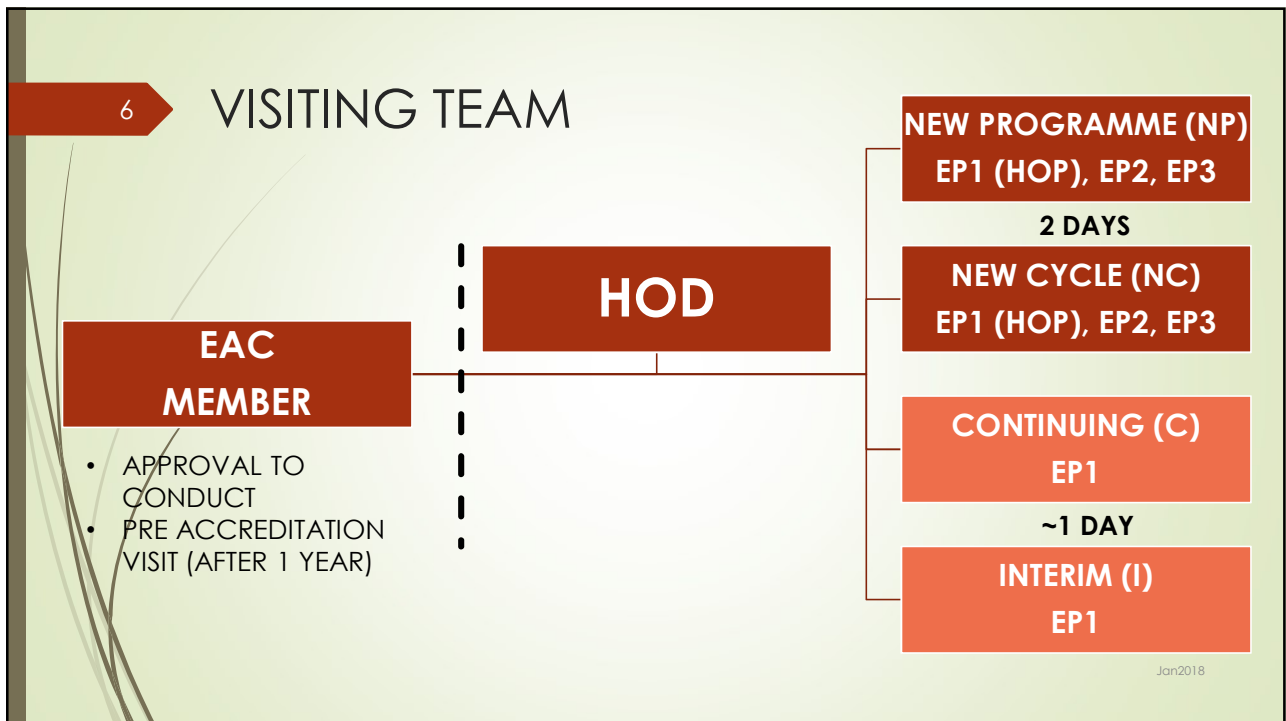 6
VISITING TEAM
EAC
MEMBER
• APPROVAL TO
CONDUCT
• PRE ACCREDITATION
VISIT (AFTER 1 YEAR)
HOD
NEW PROGRAMME (NP)
EP1 (HOP), EP2, EP3
2 DAYS
NEW CYCLE (NC)
EP1 (HOP), EP2, EP3
CONTINUING (C)
EP1
~1 DAY
INTERIM (I)
EP1
Jan2018